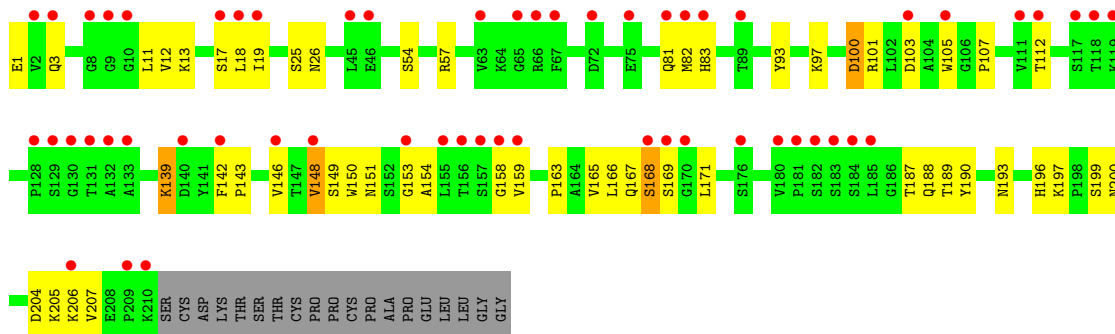 E1 V2 Q3 G8 G9 G10 L11 V12 K13 S17 L18 I19 S25 N26 L45 E46 S54 R57 V63 K64 G65 R66 F67 D72 E75 Q81 M82 H83 T89 Y93 K97 D100 R101 L102 D103 A104 W105 G106 P107 V111 T112 S117 T118 K119
P128 S129 G130 T131 A132 A133 K139 D140 Y141 F142 P143 V146 T147 V148 S149 W150 N151 S152 G153 A154 L155 T156 S157 G158 V159 P163 A164 V165 L166 Q167 S168 S169 G170 L171 S176 V180 P181 S182 S183 S184 L185 G186 T187 Q188 T189 Y190 N193 H196 K197 P198 S199 N200
D204 K205 K206 V207 E208 P209 K210 SER CYS ASP LYS THR SER THR CYS PRO PRO CYS PRO ALA PRO GLU LEU LEU GLY GLY